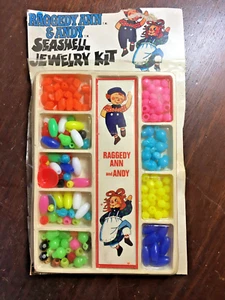 RAGGEDY ANN
& ANDY
SEASHELL
JEWELRY KIT
RAGGEDY
ANN
and ANDY